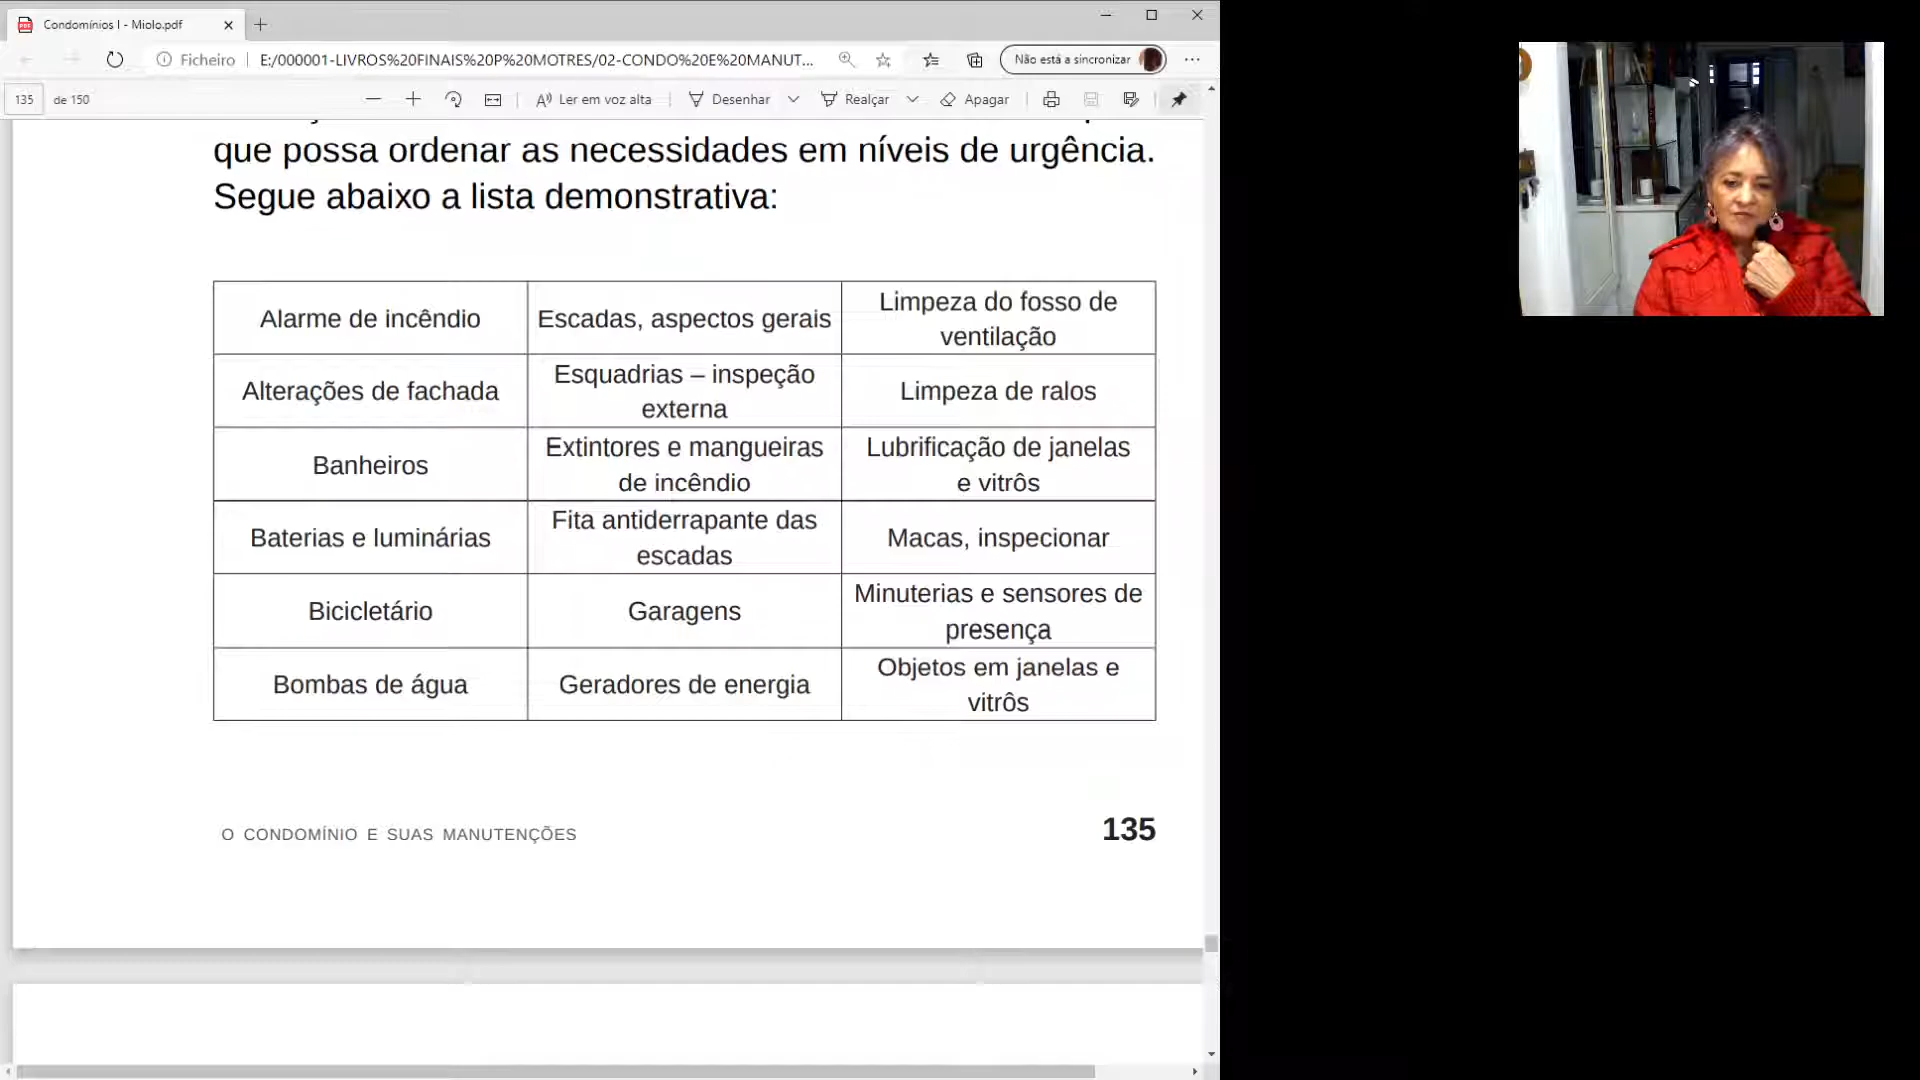 Condomínios I - Miolo.pdf
Ficheiro
E:/000001-LIVROS%20FINAIS%20P%20MOTRES/02-CONDO%20E%20MANUT...
Não está a sincronizar
135
de 150
Ler em voz alta
Desenhar
Realçar
Apagar
que possa ordenar as necessidades em níveis de urgência.
Segue abaixo a lista demonstrativa:
Alarme de incêndio
Escadas, aspectos gerais
Limpeza do fosso de
ventilação
Alterações de fachada
Esquadrias – inspeção
externa
Limpeza de ralos
Banheiros
Extintores e mangueiras
de incêndio
Lubrificação de janelas
e vitrôs
Baterias e luminárias
Fita antiderrapante das
escadas
Macas, inspecionar
Bicicletário
Garagens
Minuterias e sensores de
presença
Bombas de água
Geradores de energia
Objetos em janelas e
vitrôs
O CONDOMÍNIO E SUAS MANUTENÇÕES
135